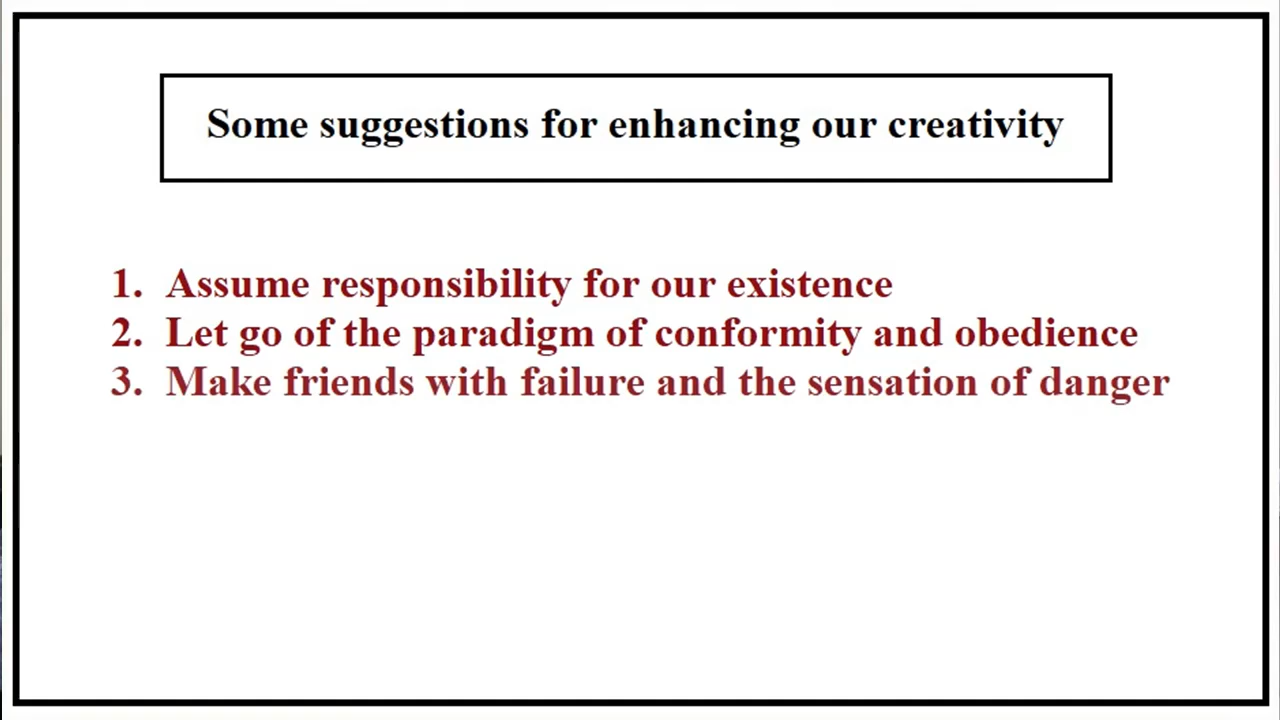 Some suggestions for enhancing our creativity
1. Assume responsibility for our existence
2. Let go of the paradigm of conformity and obedience
3. Make friends with failure and the sensation of danger